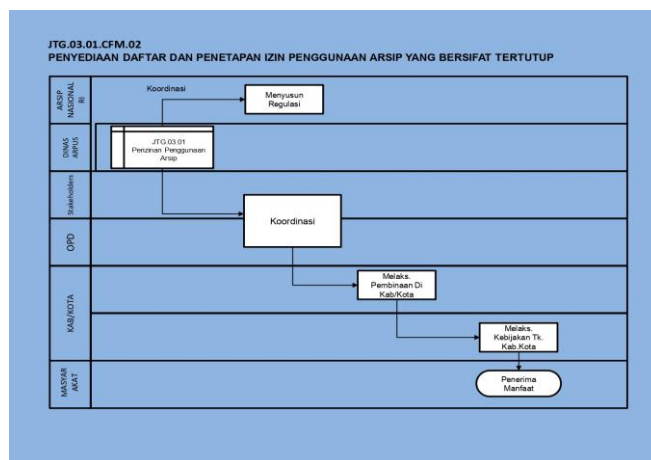 JTG.03.01.CFM.02
PENYEDIAAN DAFTAR DAN PENETAPAN IZIN PENGGUNAAN ARSIP YANG BERSIFAT TERTUTUP
ARSIP
NASIONAL
RI
Koordinasi
Menyusun
Regulasi
DINAS
ARPUS
JTG.03.01
Perizinan Penggunaan
Arsip
Stakeholders
Koordinasi
OPD
KAB/KOTA
Melaks.
Pembinaan Di
Kab/Kota
Melaks.
Kebijakan Tk.
Kab.Kota
MASYAR
AKAT
Penerima
Manfaat